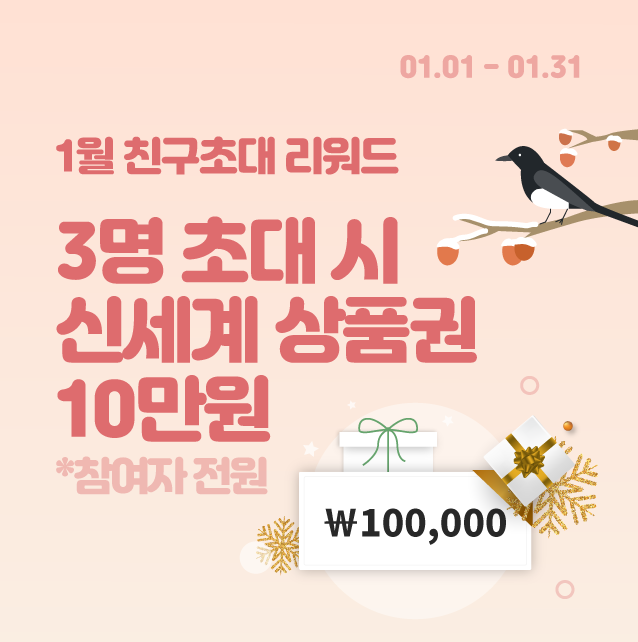 01.01 - 01.31
1월 친구초대 리워드
3명 초대 시
신세계 상품권
10만원
*참여자 전원
₩100,000